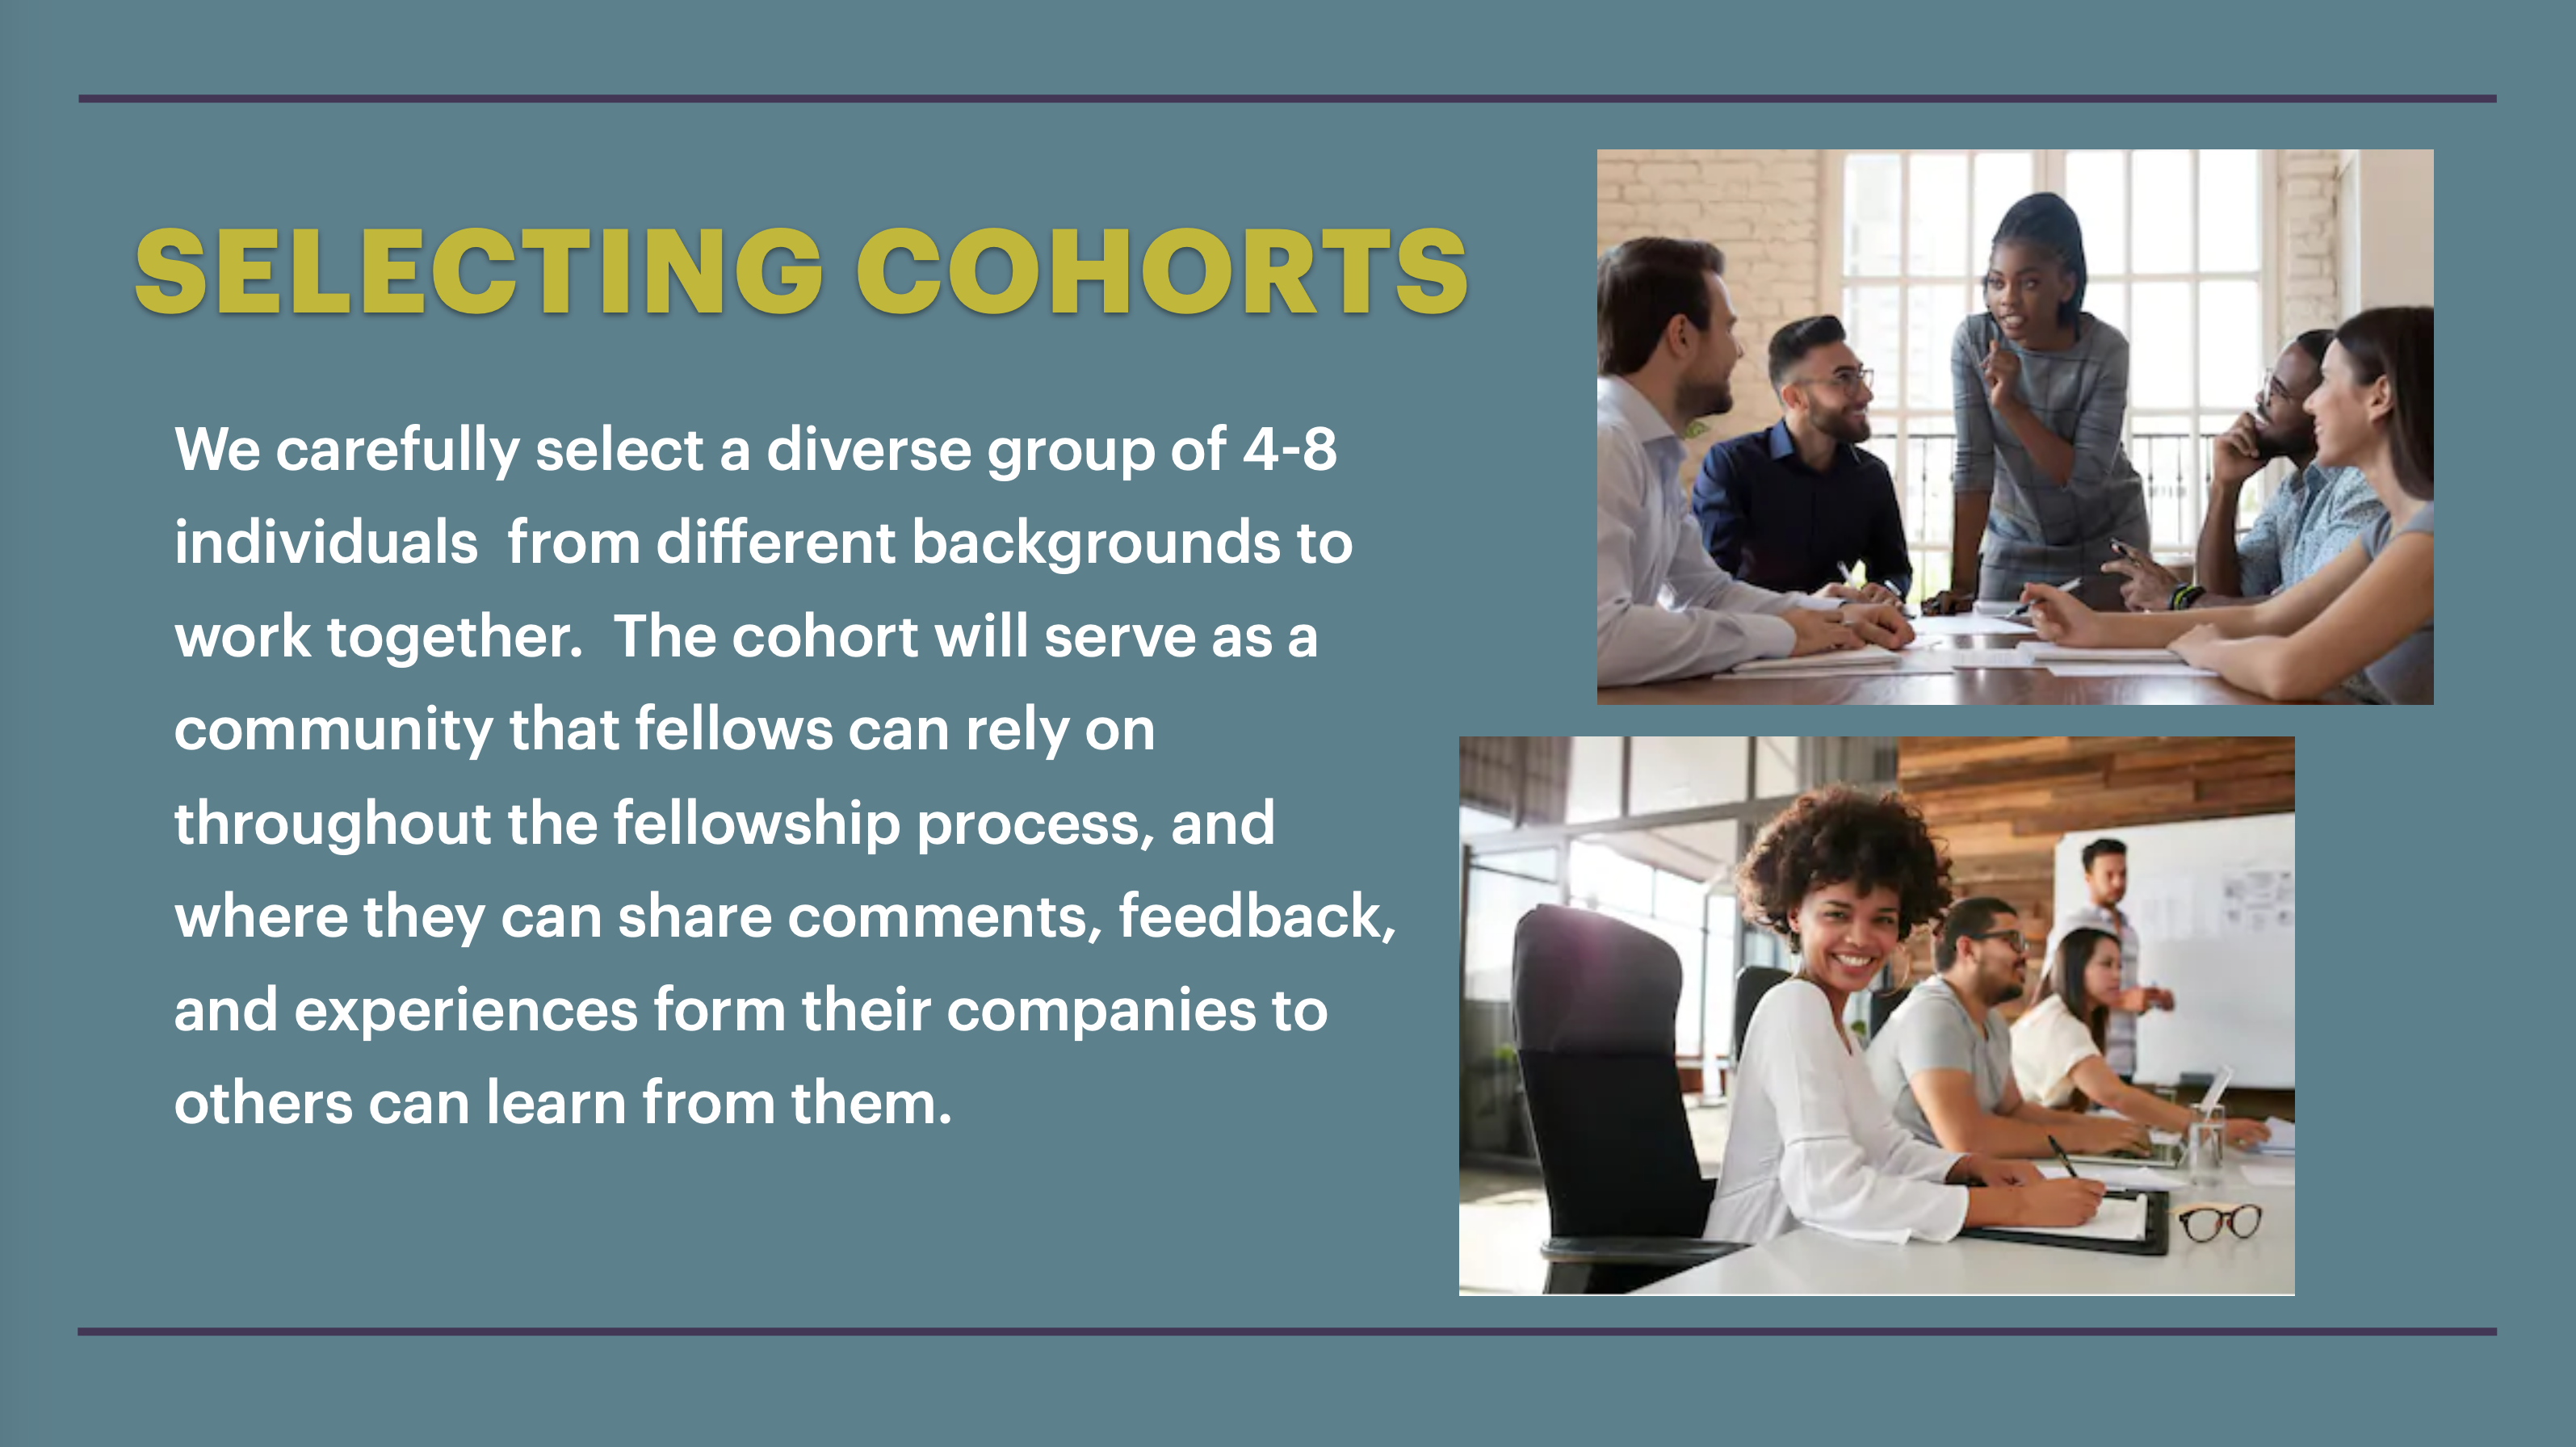 SELECTING COHORTS
We carefully select a diverse group of 4-8
individuals  from different backgrounds to
work together.  The cohort will serve as a
community that fellows can rely on
throughout the fellowship process, and
where they can share comments, feedback,
and experiences form their companies to
others can learn from them.